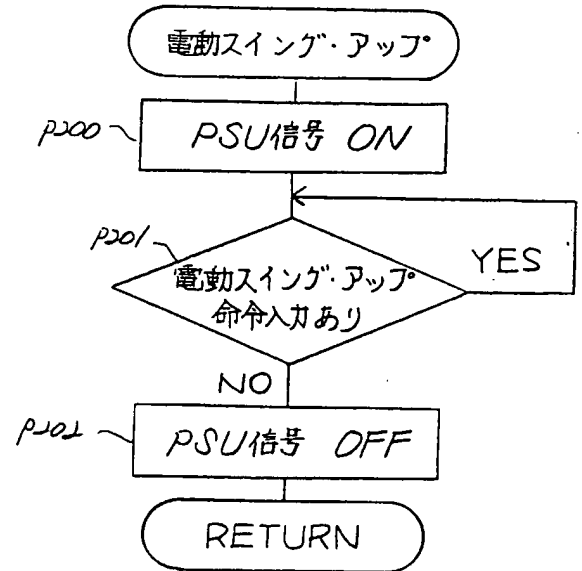 電動スイング・アップ
P200
PSU信号 ON
P201
電動スイング・アップ
命令入力あり
YES
NO
P202
PSU信号 OFF
RETURN